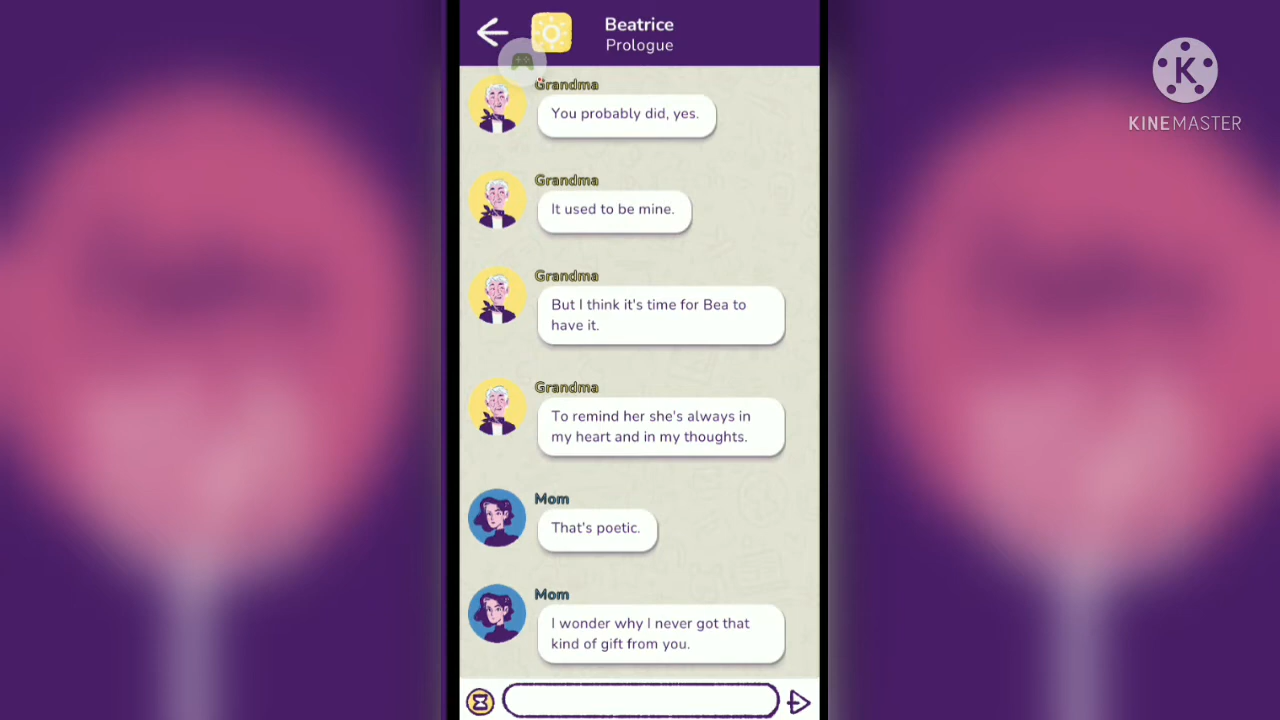 Beatrice
Prologue
K
KINEMASTER
Grandma
You probably did, yes.
Grandma
It used to be mine.
Grandma
But I think it's time for Bea to
have it.
Grandma
To remind her she's always in
my heart and in my thoughts.
Mom
That's poetic.
Mom
I wonder why I never got that
kind of gift from you.